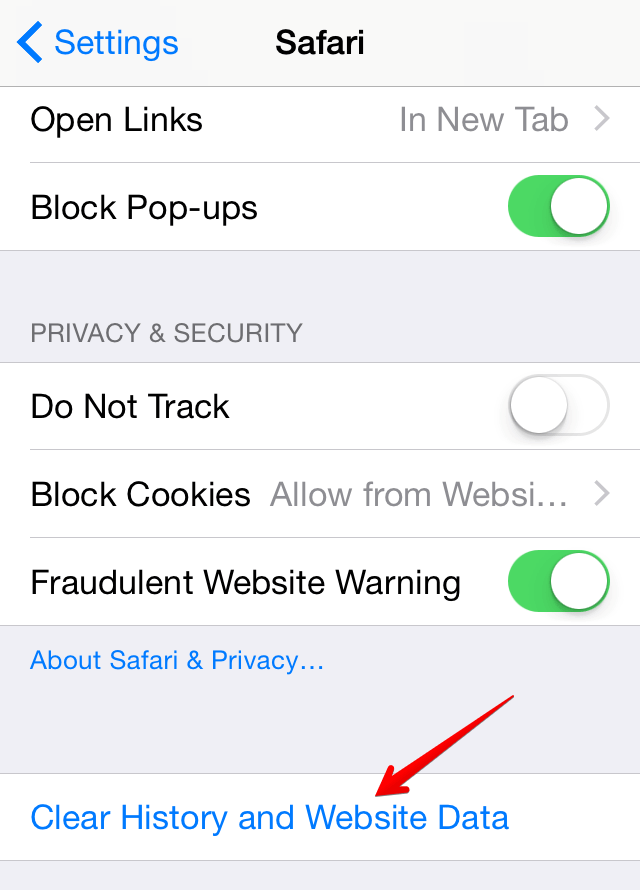 Settings Safari
Open Links In New Tab
Block Pop-ups
PRIVACY & SECURITY
Do Not Track
Block Cookies Allow from Websi...
Fraudulent Website Warning
About Safari & Privacy...
Clear History and Website Data